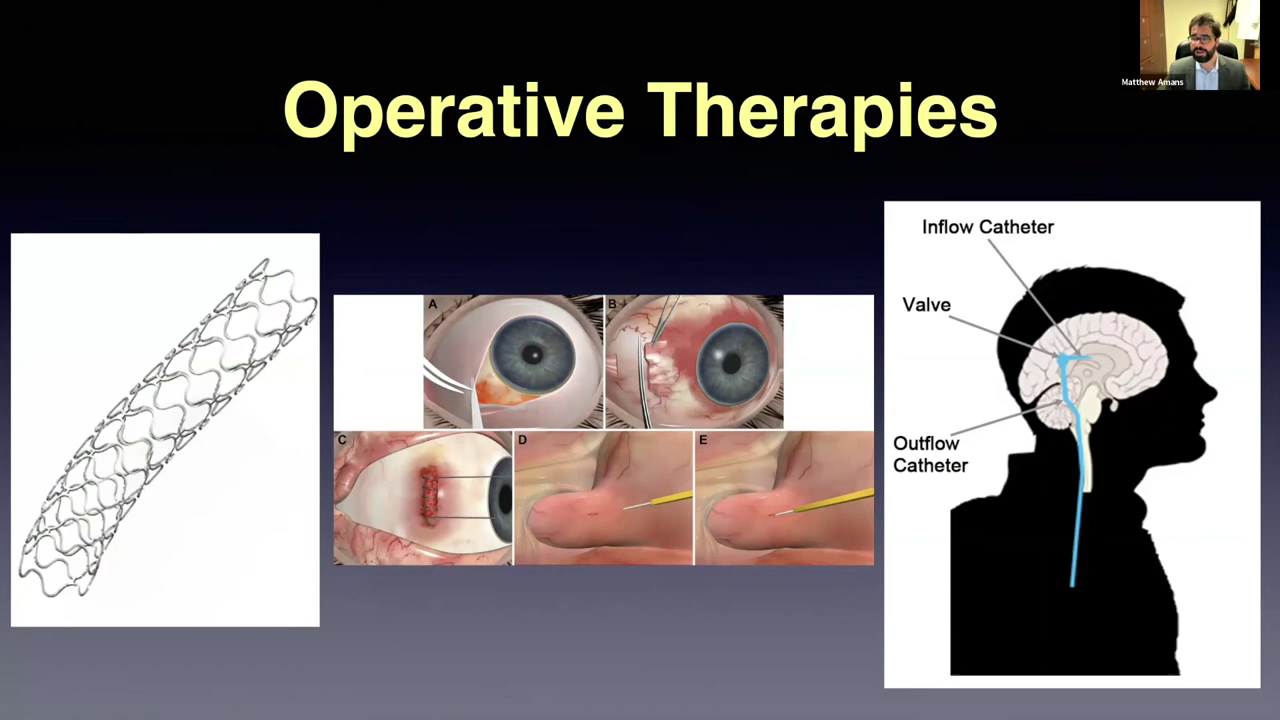 Matthew Amans
Operative Therapies
A
B
C
D
E
Inflow Catheter
Valve
Outflow
Catheter